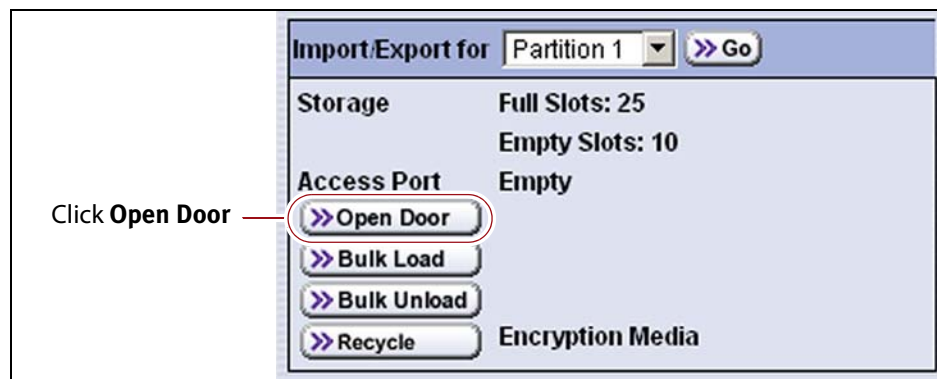 Import/Export for Partition 1 >> Go
Storage Full Slots: 25
Empty Slots: 10
Access Port Empty
Click Open Door >> Open Door
>> Bulk Load
>> Bulk Unload
>> Recycle Encryption Media